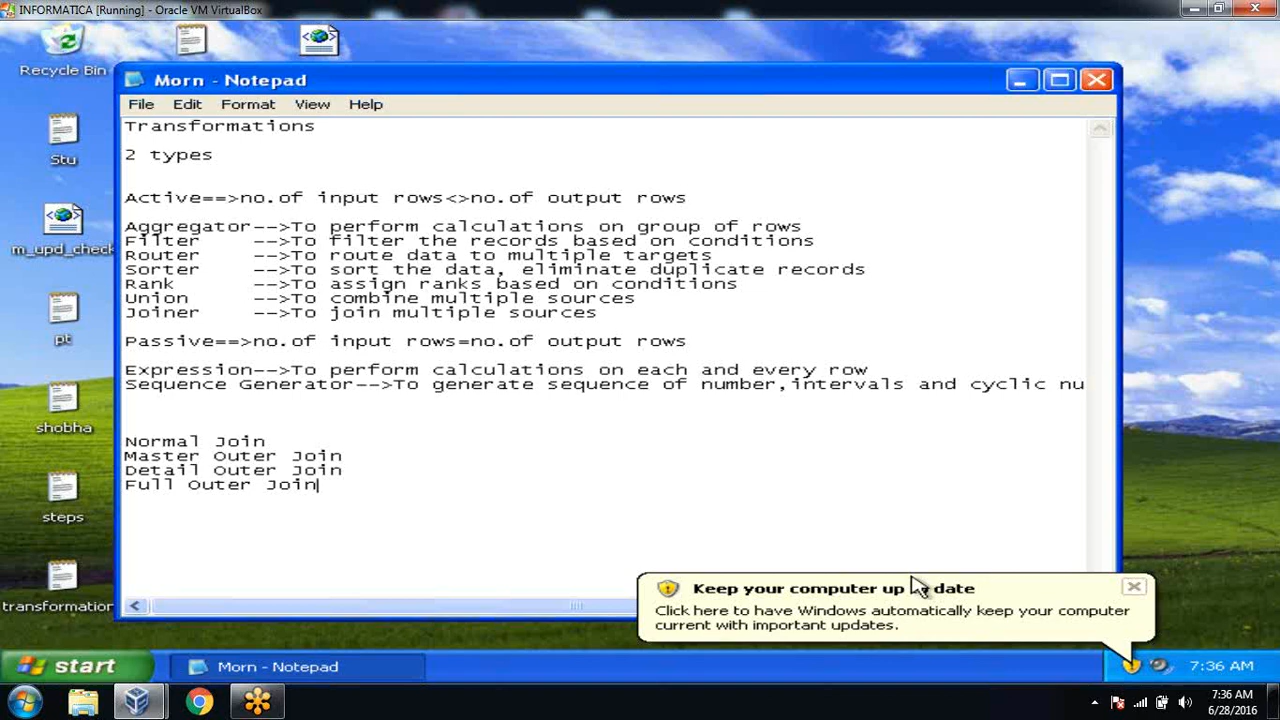 INFORMATICA [Running] - Oracle VM VirtualBox
Recycle Bin
Morn - Notepad
File Edit Format View Help
Transformations
2 types
Active==>no.of input rows<>no.of output rows
Aggregator-->To perform calculations on group of rows
Filter -->To filter the records based on conditions
Router -->To route data to multiple targets
Sorter -->To sort the data, eliminate duplicate records
Rank -->To assign ranks based on conditions
Union -->To combine multiple sources
Joiner -->To join multiple sources
Passive==>no.of input rows=no.of output rows
Expression-->To perform calculations on each and every row
Sequence Generator-->To generate sequence of number,intervals and cyclic nu
Normal Join
Master Outer Join
Detail Outer Join
Full Outer Join
Stu
m_upd_check
pt
shobha
steps
transformation
Keep your computer up date
Click here to have Windows automatically keep your computer
current with important updates.
start
Morn - Notepad
7:36 AM
7:36 AM
6/28/2016